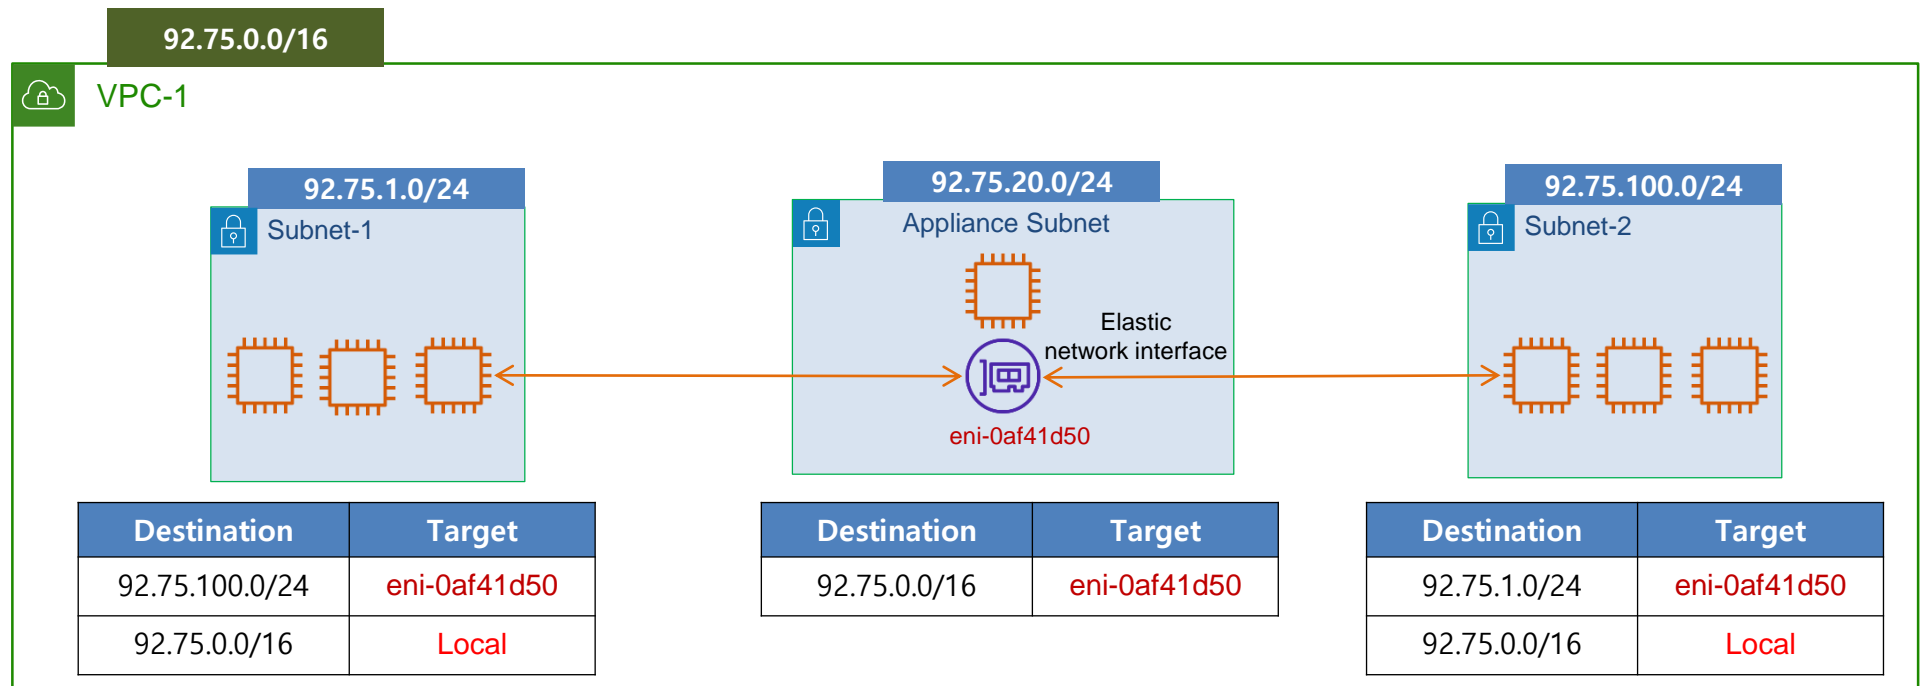 92.75.0.0/16
VPC-1
92.75.1.0/24
Subnet-1
92.75.20.0/24
Appliance Subnet
Elastic
network interface
eni-0af41d50
92.75.100.0/24
Subnet-2
Destination Target
92.75.100.0/24 eni-0af41d50
92.75.0.0/16 Local
Destination Target
92.75.0.0/16 eni-0af41d50
Destination Target
92.75.1.0/24 eni-0af41d50
92.75.0.0/16 Local